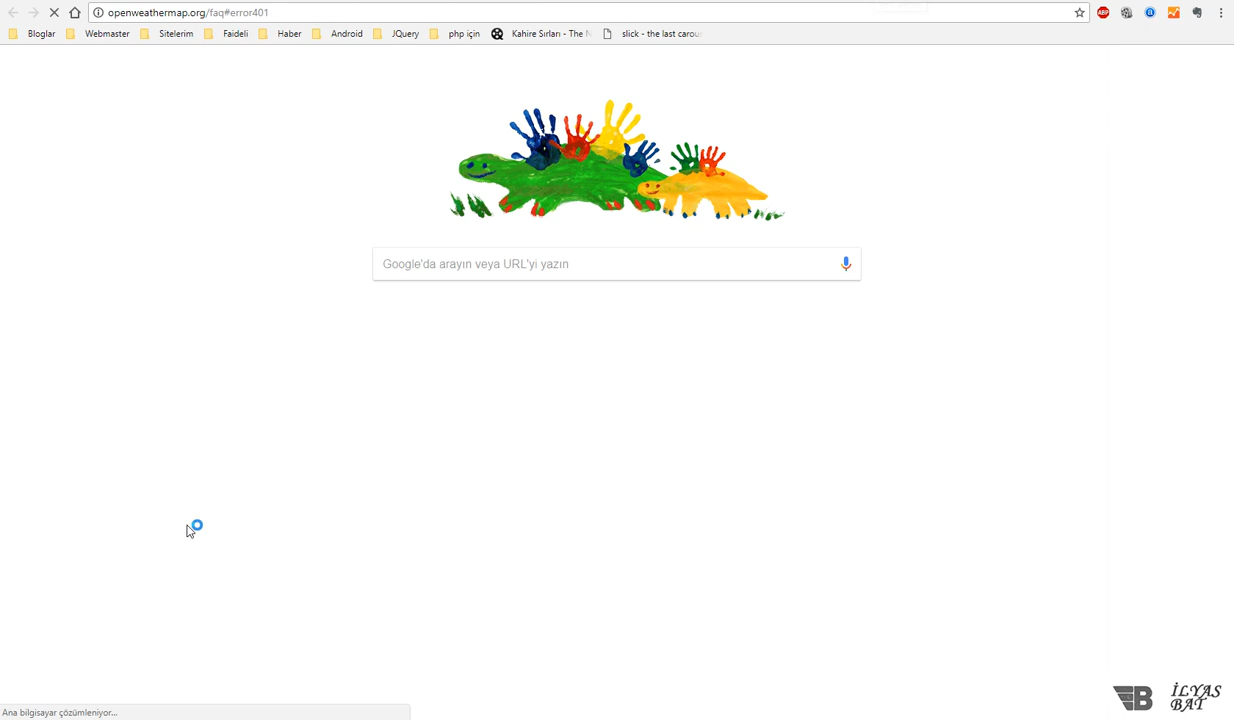 openweathermap.org/faq#error401
ABP
Bloglar Webmaster Sitelerim Faideli Haber Android JQuery php için Kahire Sırları - The N slick - the last carou
Google'da arayın veya URL'yi yazın
Ana bilgisayar çözümleniyor...
B İLYAS
BAT